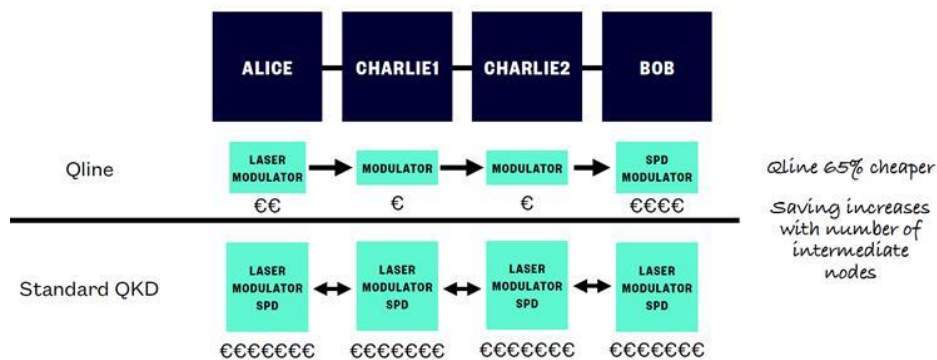 ALICE CHARLIE1 CHARLIE2 BOB
Qline
LASER
MODULATOR
MODULATOR
MODULATOR
SPD
MODULATOR
€€ € € €€€€
Qline 65% cheaper
Saving increases
with number of
intermediate
nodes
Standard QKD
LASER
MODULATOR
SPD
LASER
MODULATOR
SPD
LASER
MODULATOR
SPD
LASER
MODULATOR
SPD
€€€€€€€ €€€€€€€ €€€€€€€ €€€€€€€